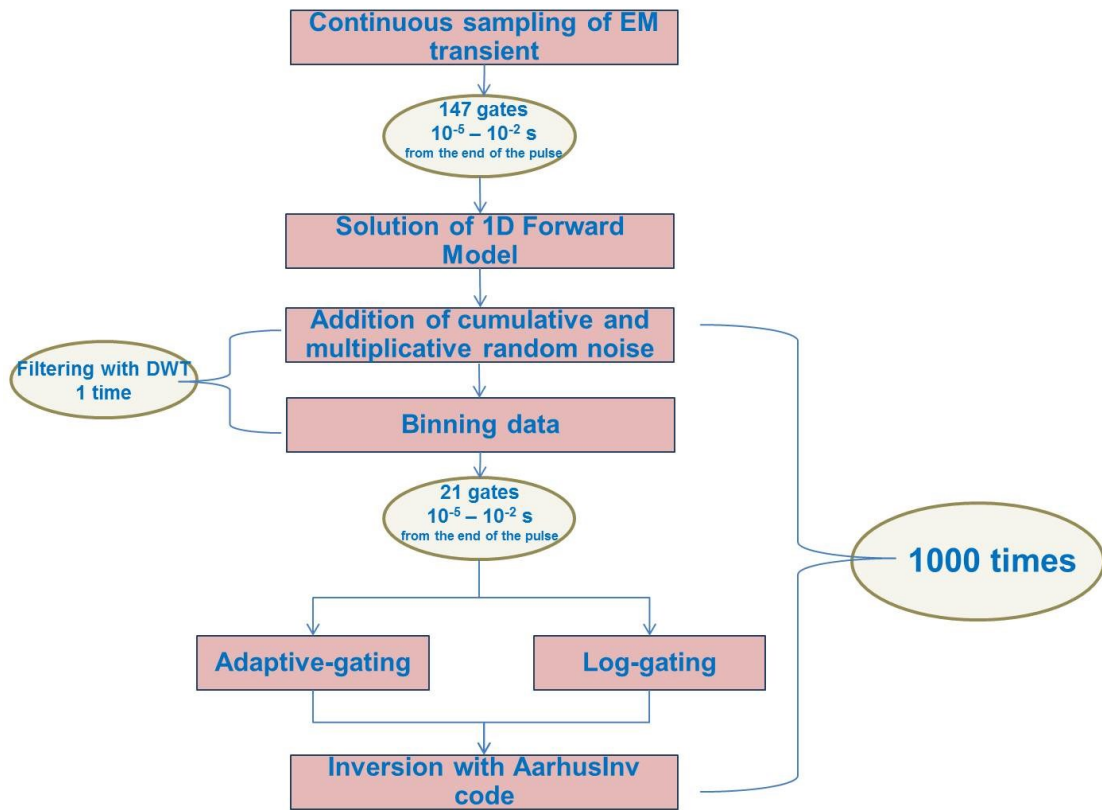 Continuous sampling of EM
transient
147 gates
10⁻⁵ – 10⁻² s
from the end of the pulse
Solution of 1D Forward
Model
Addition of cumulative and
multiplicative random noise
Filtering with DWT
1 time
Binning data
21 gates
10⁻⁵ – 10⁻² s
from the end of the pulse
1000 times
Adaptive-gating
Log-gating
Inversion with AarhusInv
code